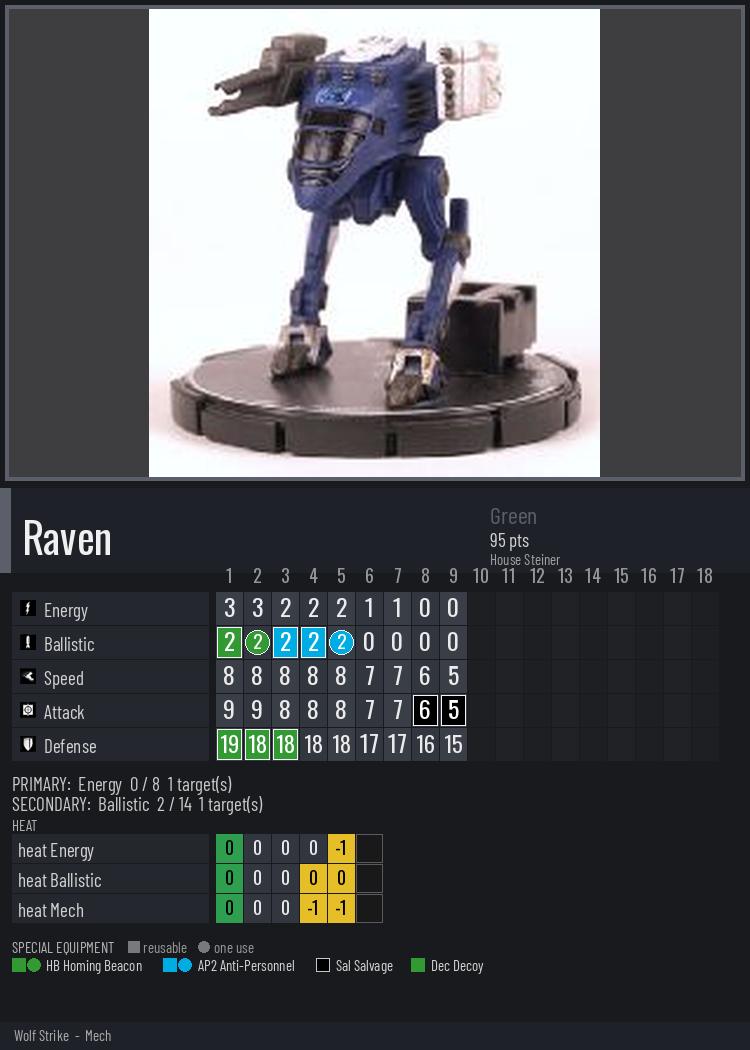 Raven
Green
95 pts
House Steiner
1 2 3 4 5 6 7 8 9 10 11 12 13 14 15 16 17 18
Energy 3 3 2 2 2 1 1 0 0
Ballistic 2 2 2 2 2 0 0 0 0
Speed 8 8 8 8 8 7 7 6 5
Attack 9 9 8 8 8 7 7 6 5
Defense 19 18 18 18 18 17 17 16 15
PRIMARY: Energy 0 / 8 1 target(s)
SECONDARY: Ballistic 2 / 14 1 target(s)
HEAT
heat Energy 0 0 0 0 -1
heat Ballistic 0 0 0 0 0
heat Mech 0 0 0 -1 -1
SPECIAL EQUIPMENT reusable one use
HB Homing Beacon AP2 Anti-Personnel Sal Salvage Dec Decoy
Wolf Strike - Mech